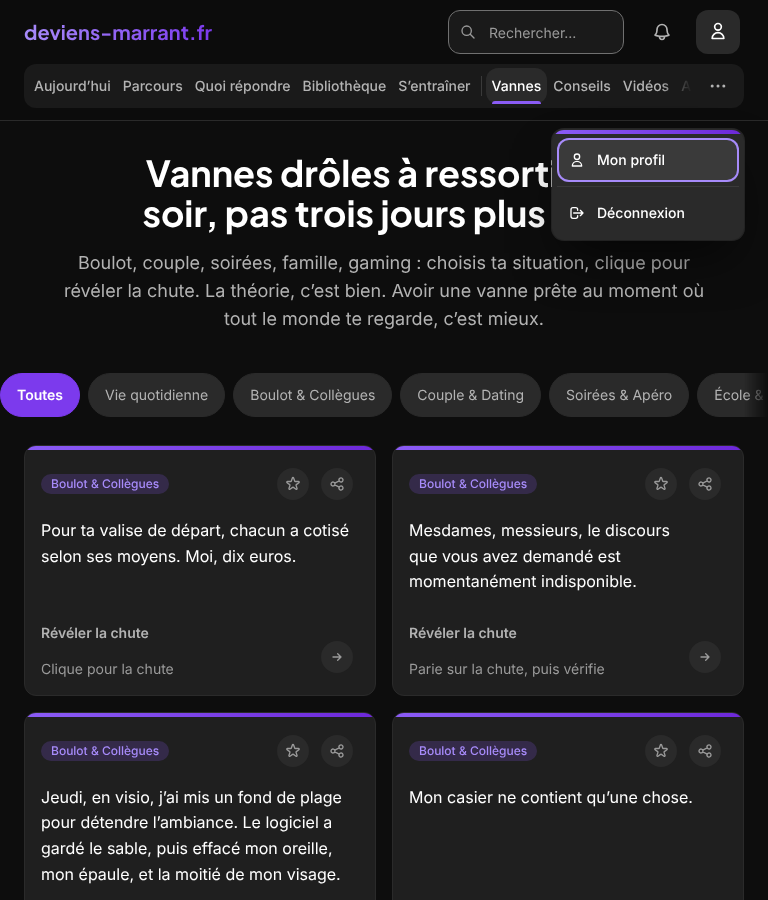 deviens-marrant.fr
Rechercher...
Aujourd’hui Parcours Quoi répondre Bibliothèque S’entraîner Vannes Conseils Vidéos
Mon profil
Déconnexion
Vannes drôles à ressorti
soir, pas trois jours plus
Boulot, couple, soirées, famille, gaming : choisis ta situation, clique pour
révéler la chute. La théorie, c’est bien. Avoir une vanne prête au moment où
tout le monde te regarde, c’est mieux.
Toutes Vie quotidienne Boulot & Collègues Couple & Dating Soirées & Apéro École &
Boulot & Collègues
Pour ta valise de départ, chacun a cotisé
selon ses moyens. Moi, dix euros.
Révéler la chute
Clique pour la chute
Boulot & Collègues
Mesdames, messieurs, le discours
que vous avez demandé est
momentanément indisponible.
Révéler la chute
Parie sur la chute, puis vérifie
Boulot & Collègues
Jeudi, en visio, j’ai mis un fond de plage
pour détendre l’ambiance. Le logiciel a
gardé le sable, puis effacé mon oreille,
mon épaule, et la moitié de mon visage.
Boulot & Collègues
Mon casier ne contient qu’une chose.